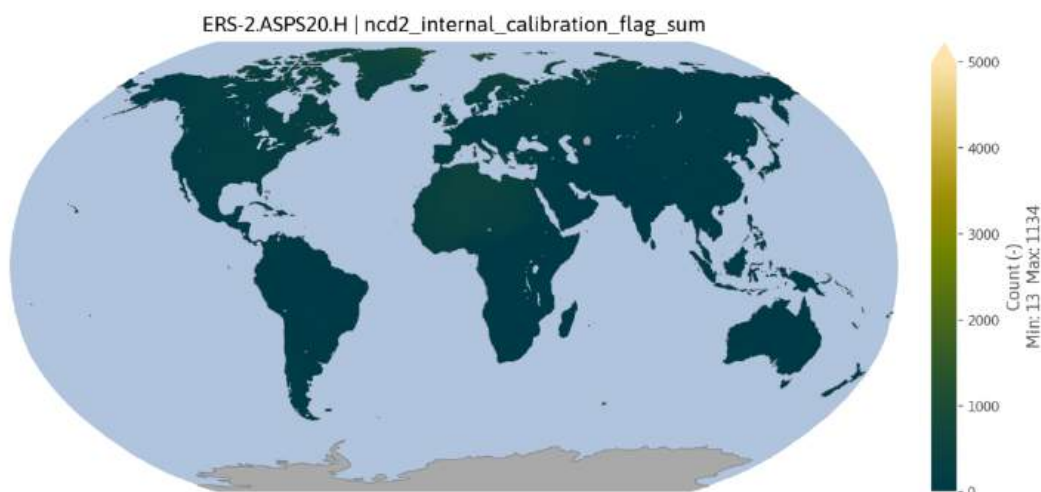 ERS-2.ASPS20.H | ncd2_internal_calibration_flag_sum
5000
4000
3000
2000
1000
0
Count (-)
Min: 13 Max: 1134